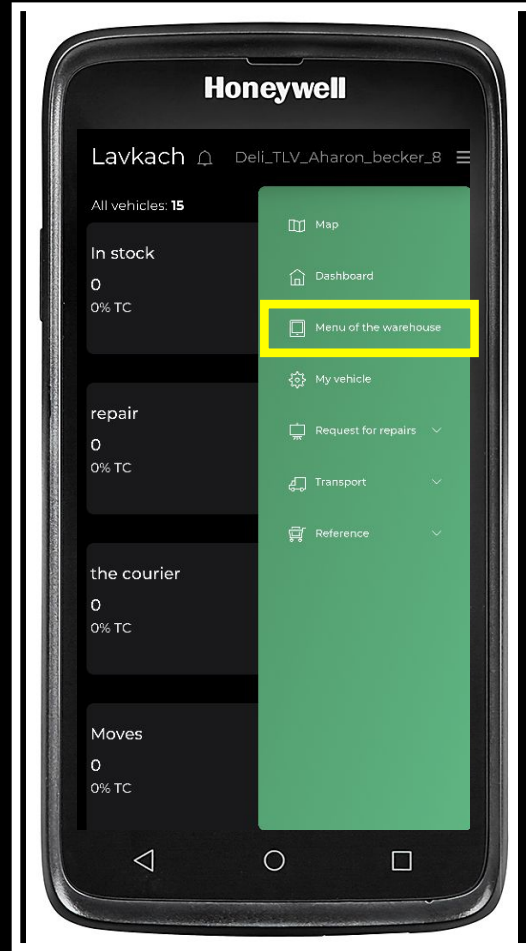 Honeywell
Lavkach Deli_TLV_Aharon_becker_8
All vehicles: 15
In stock
0
0% TC
repair
0
0% TC
the courier
0
0% TC
Moves
0
0% TC
Map
Dashboard
Menu of the warehouse
My vehicle
Request for repairs
Transport
Reference